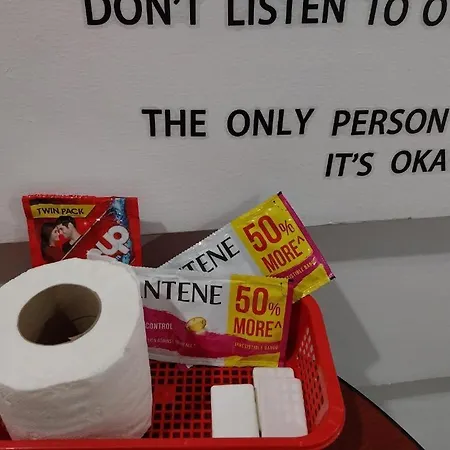 DON'T LISTEN TO O
THE ONLY PERSON
IT'S OKA
TWIN PACK
up
NTENE
50%
MORE^
NTENE
CONTROL
50%
MORE^